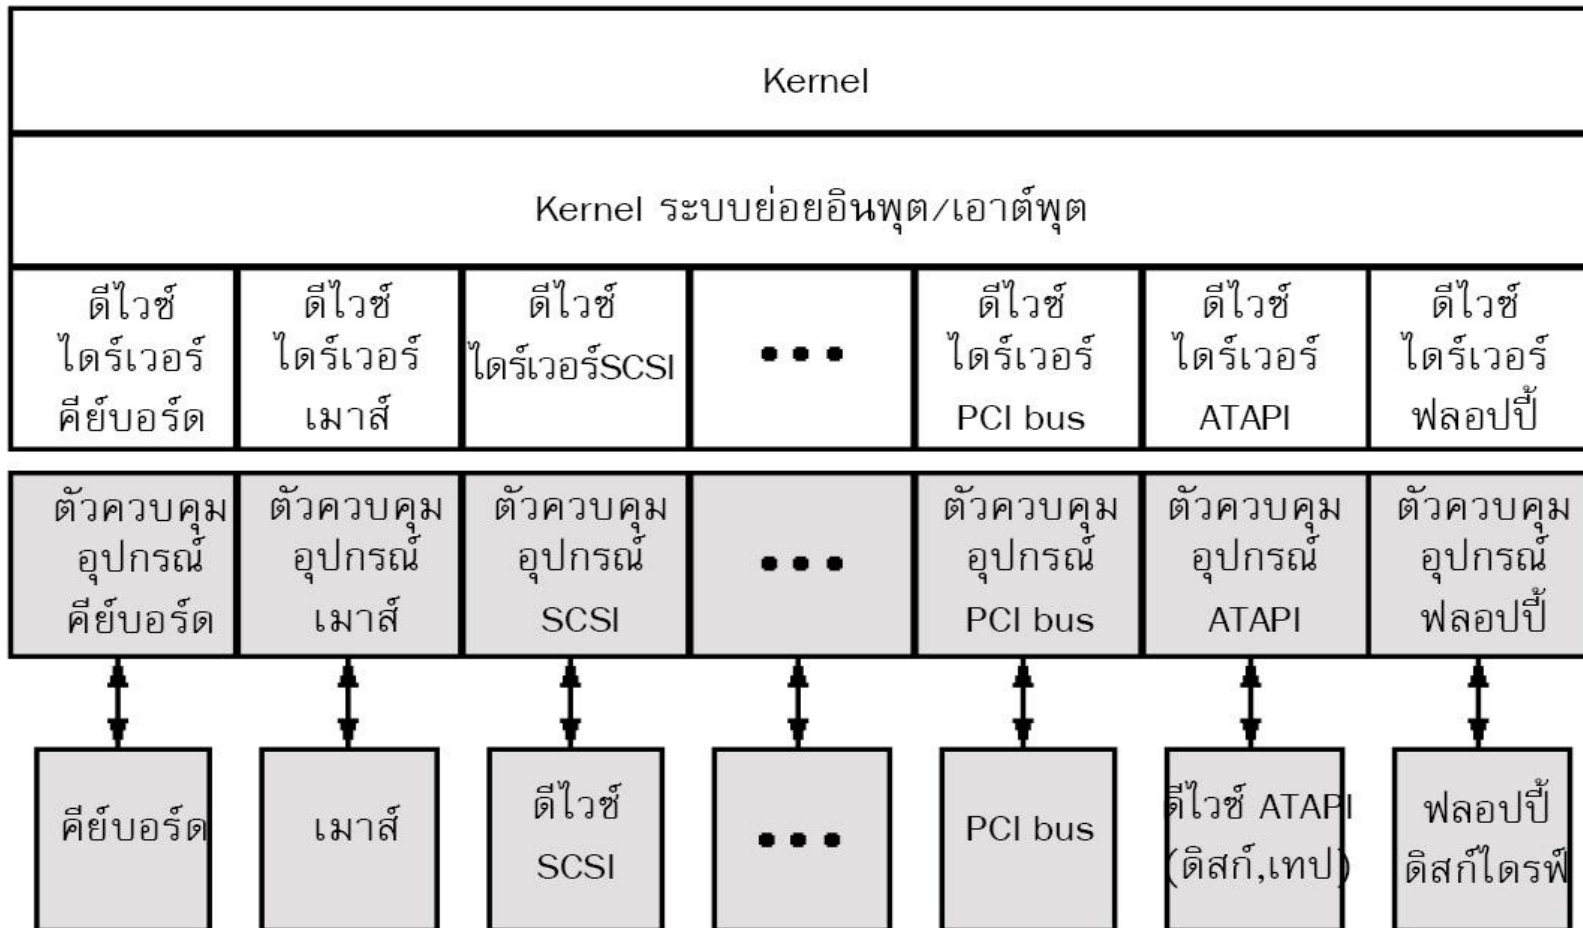 Kernel
Kernel ระบบย่อยอินพุต/เอาต์พุต
ดีไวซ์
ไดร์เวอร์
คีย์บอร์ด
ดีไวซ์
ไดร์เวอร์
เมาส์
ดีไวซ์
ไดร์เวอร์SCSI
•••
ดีไวซ์
ไดร์เวอร์
PCI bus
ดีไวซ์
ไดร์เวอร์
ATAPI
ดีไวซ์
ไดร์เวอร์
ฟลอปปี้
ตัวควบคุม
อุปกรณ์
คีย์บอร์ด
ตัวควบคุม
อุปกรณ์
เมาส์
ตัวควบคุม
อุปกรณ์
SCSI
•••
ตัวควบคุม
อุปกรณ์
PCI bus
ตัวควบคุม
อุปกรณ์
ATAPI
ตัวควบคุม
อุปกรณ์
ฟลอปปี้
คีย์บอร์ด
เมาส์
ดีไวซ์
SCSI
•••
PCI bus
ดีไวซ์ ATAPI
(ดิสก์,เทป)
ฟลอปปี้
ดิสก์ไดรฟ์